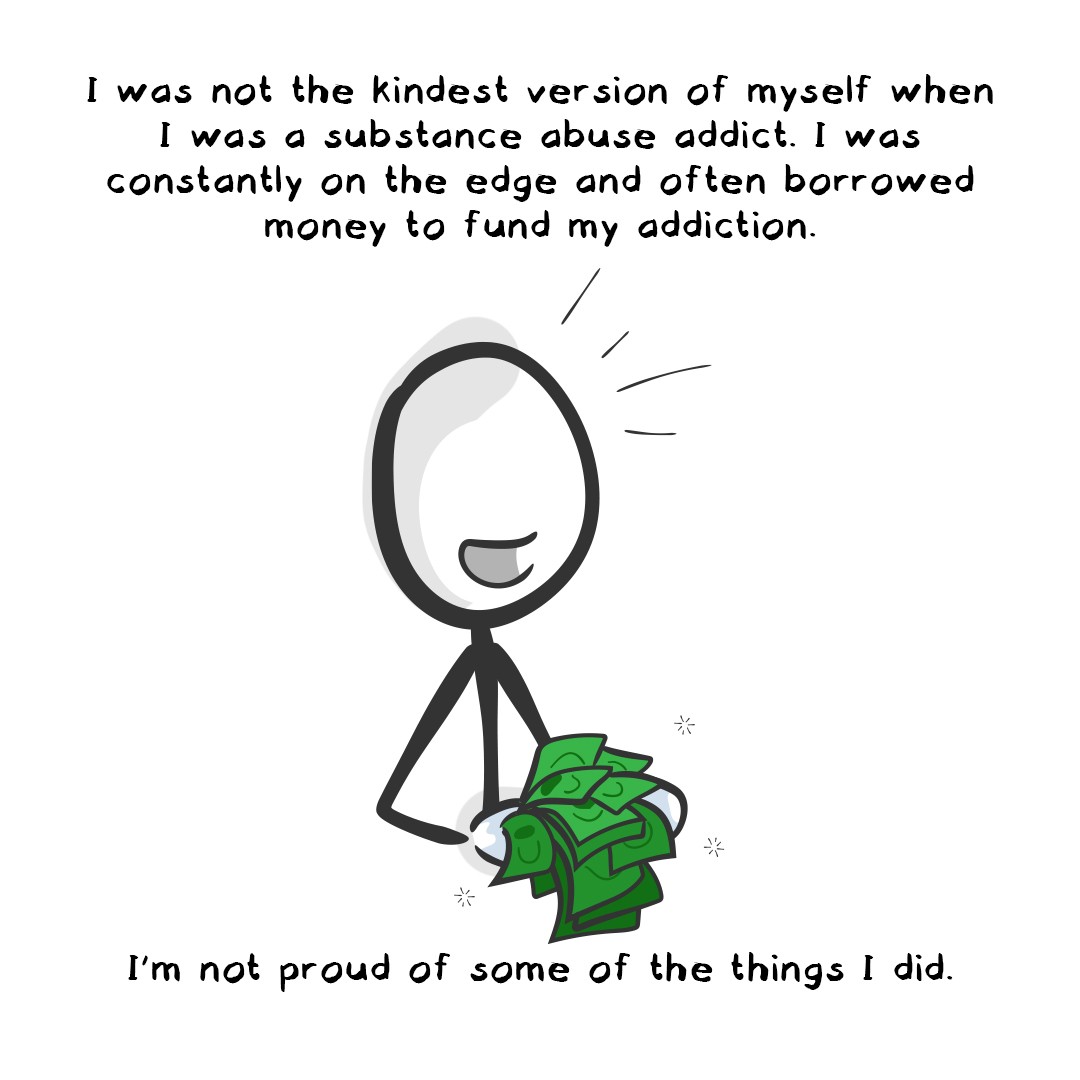 I was not the kindest version of myself when
I was a substance abuse addict. I was
constantly on the edge and often borrowed
money to fund my addiction.
I'm not proud of some of the things I did.